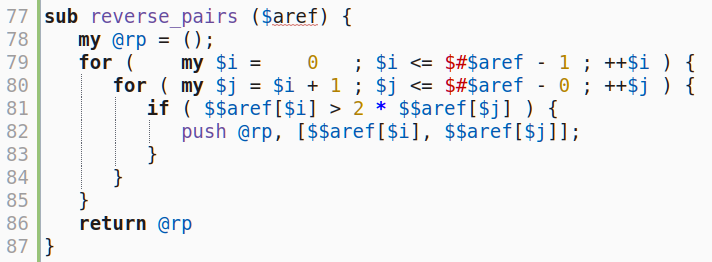 77 sub reverse_pairs ($aref) {
78    my @rp = ();
79    for (    my $i =    0   ; $i <= $#$aref - 1 ; ++$i ) {
80       for ( my $j = $i + 1 ; $j <= $#$aref - 0 ; ++$j ) {
81          if ( $$aref[$i] > 2 * $$aref[$j] ) {
82             push @rp, [$$aref[$i], $$aref[$j]];
83          }
84       }
85    }
86    return @rp
87 }